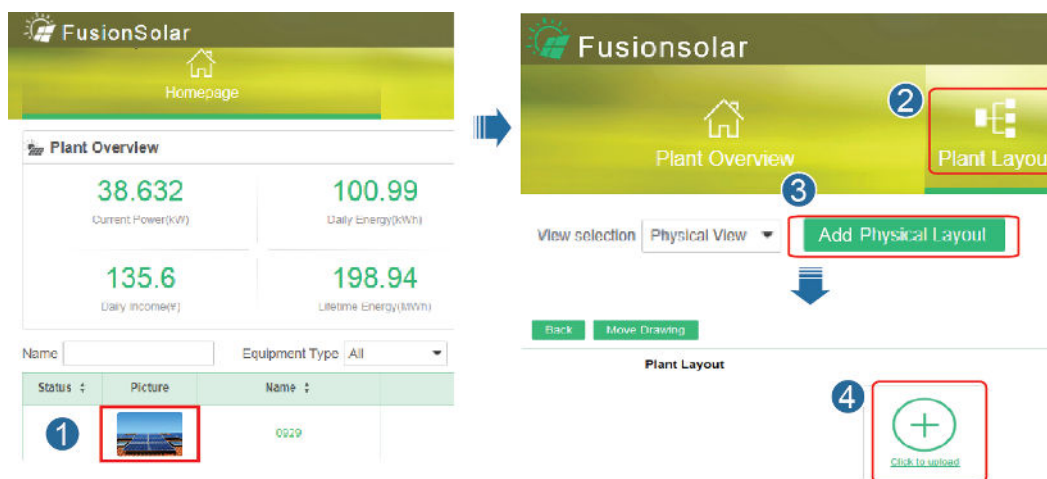 FusionSolar
Homepage
Plant Overview
38.632
Current Power(kW)
100.99
Daily Energy(kWh)
135.6
Daily Income(¥)
198.94
Lifetime Energy(MWh)
Name
Equipment Type All
Status Picture Name
1
0929
Fusionsolar
2
Plant Overview
Plant Layou
3
View selection Physical View
Add Physical Layout
Back Move Drawing
Plant Layout
4
Click to upload